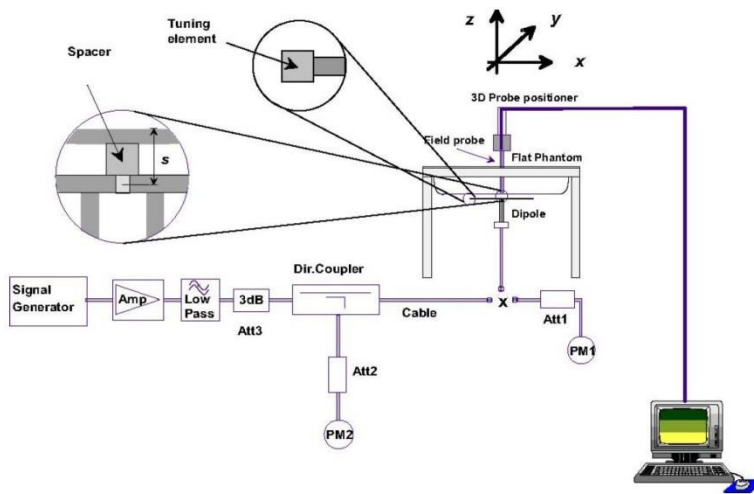 Tuning
element
Spacer
s
z
y
x
3D Probe positioner
Field probe
Flat Phantom
Dipole
Signal
Generator
Amp
Low
Pass
3dB
Att3
Dir.Coupler
Cable
x
Att1
PM1
Att2
PM2